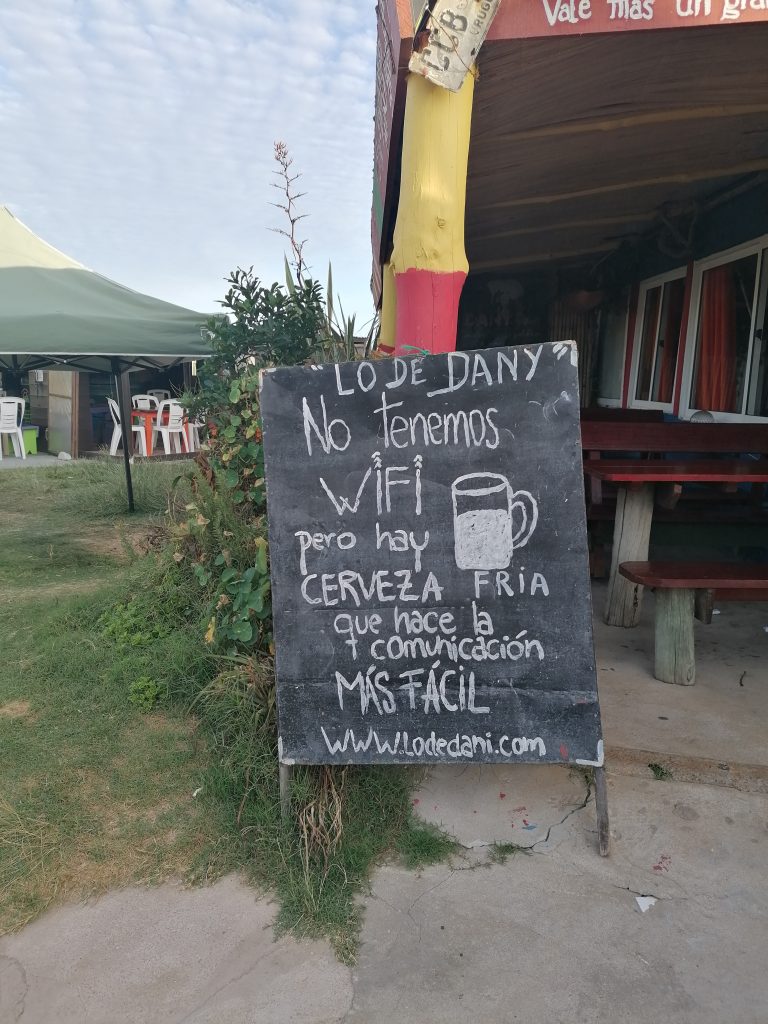 Vale más un gra
"LO DE DANY"
No tenemos
WIFI
pero hay
CERVEZA FRIA
que hace la
comunicación
MÁS FÁCIL
WWW.lodedani.com